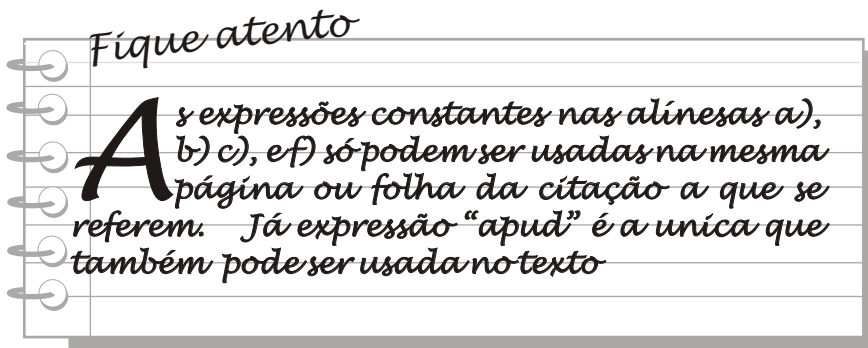 Fique atento
As expressões constantes nas alínesas a),
b) c), e f) só podem ser usadas na mesma
página ou folha da citação a que se
referem. Já expressão “apud” é a unica que
também pode ser usada no texto